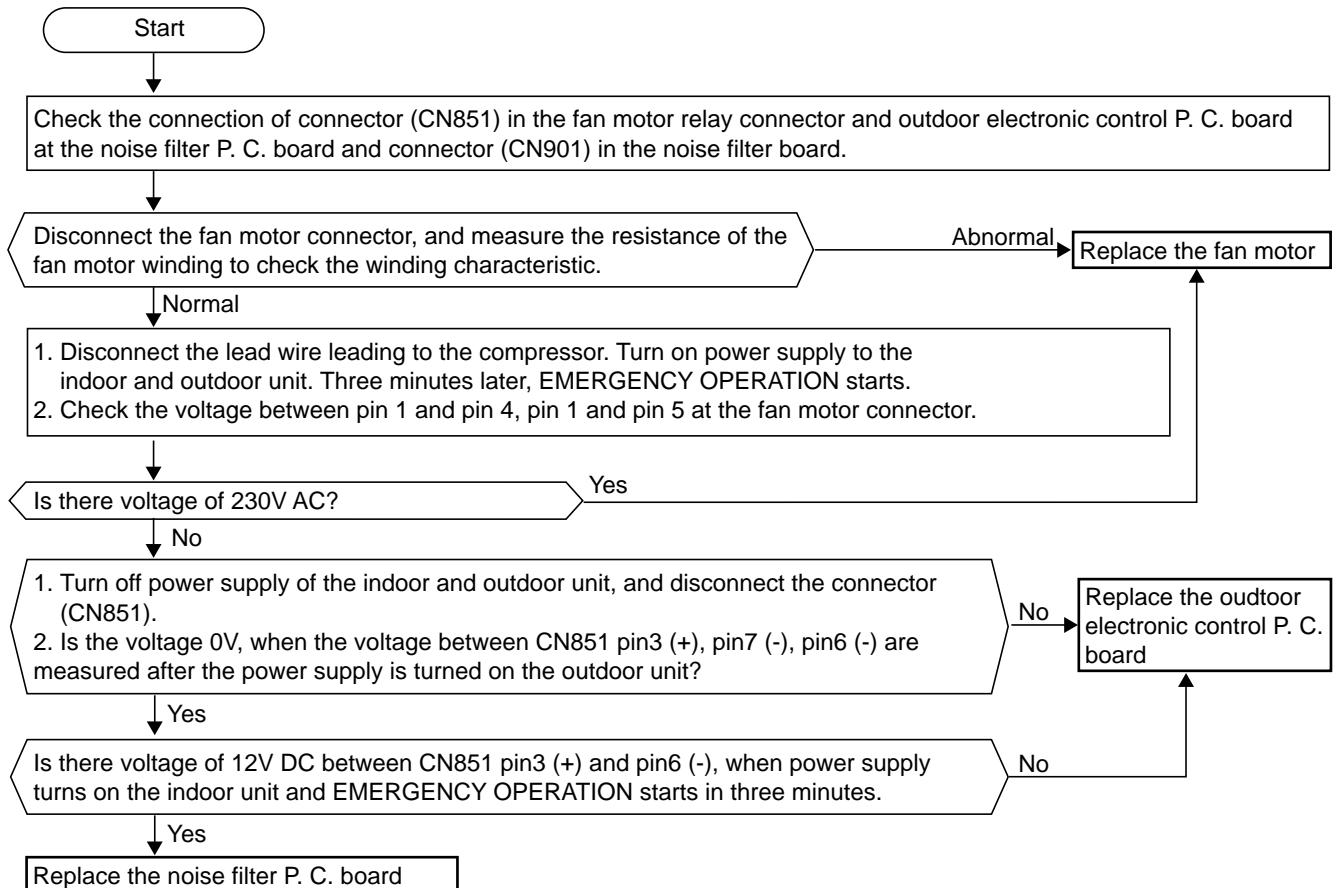 Start
Check the connection of connector (CN851) in the fan motor relay connector and outdoor electronic control P. C. board
at the noise filter P. C. board and connector (CN901) in the noise filter board.
Disconnect the fan motor connector, and measure the resistance of the
fan motor winding to check the winding characteristic.
Abnormal
Replace the fan motor
Normal
1. Disconnect the lead wire leading to the compressor. Turn on power supply to the
indoor and outdoor unit. Three minutes later, EMERGENCY OPERATION starts.
2. Check the voltage between pin 1 and pin 4, pin 1 and pin 5 at the fan motor connector.
Is there voltage of 230V AC?
Yes
No
1. Turn off power supply of the indoor and outdoor unit, and disconnect the connector
(CN851).
2. Is the voltage 0V, when the voltage between CN851 pin3 (+), pin7 (-), pin6 (-) are
measured after the power supply is turned on the outdoor unit?
No
Replace the oudtoor
electronic control P. C.
board
Yes
Is there voltage of 12V DC between CN851 pin3 (+) and pin6 (-), when power supply
turns on the indoor unit and EMERGENCY OPERATION starts in three minutes.
No
Yes
Replace the noise filter P. C. board